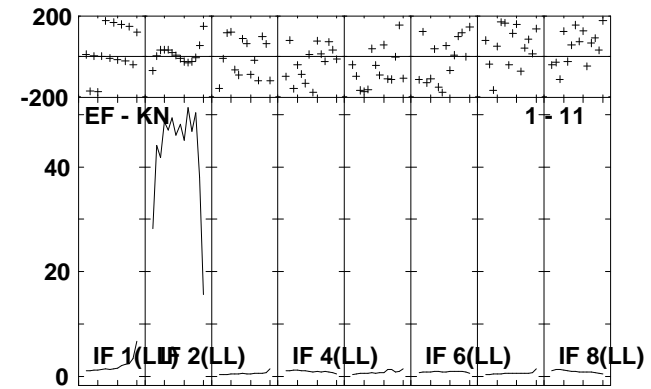 200
-200
EF - KN 1 - 11
40
20
IF 1(LL) IF 2(LL) IF 4(LL) IF 6(LL) IF 8(LL)
0